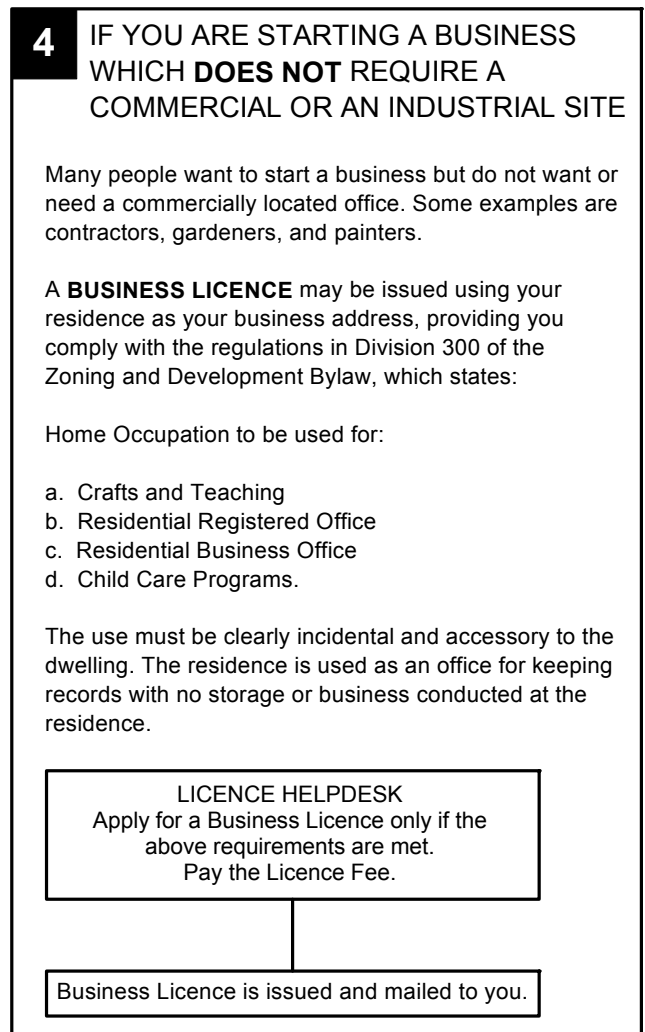 4
IF YOU ARE STARTING A BUSINESS
WHICH DOES NOT REQUIRE A
COMMERCIAL OR AN INDUSTRIAL SITE
Many people want to start a business but do not want or
need a commercially located office. Some examples are
contractors, gardeners, and painters.
A BUSINESS LICENCE may be issued using your
residence as your business address, providing you
comply with the regulations in Division 300 of the
Zoning and Development Bylaw, which states:
Home Occupation to be used for:
a. Crafts and Teaching
b. Residential Registered Office
c. Residential Business Office
d. Child Care Programs.
The use must be clearly incidental and accessory to the
dwelling. The residence is used as an office for keeping
records with no storage or business conducted at the
residence.
LICENCE HELPDESK
Apply for a Business Licence only if the
above requirements are met.
Pay the Licence Fee.
Business Licence is issued and mailed to you.